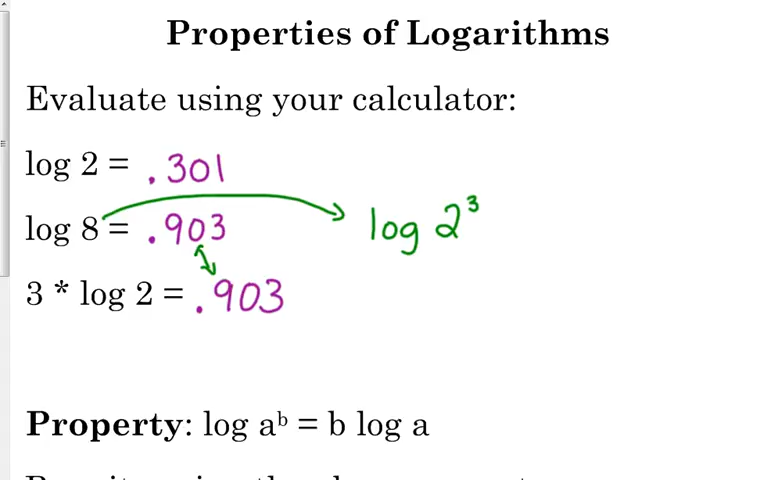 Properties of Logarithms
Evaluate using your calculator:
log 2 = .301
log 8 = .903 log 2³
3 * log 2 = .903
Property: log aᵇ = b log a